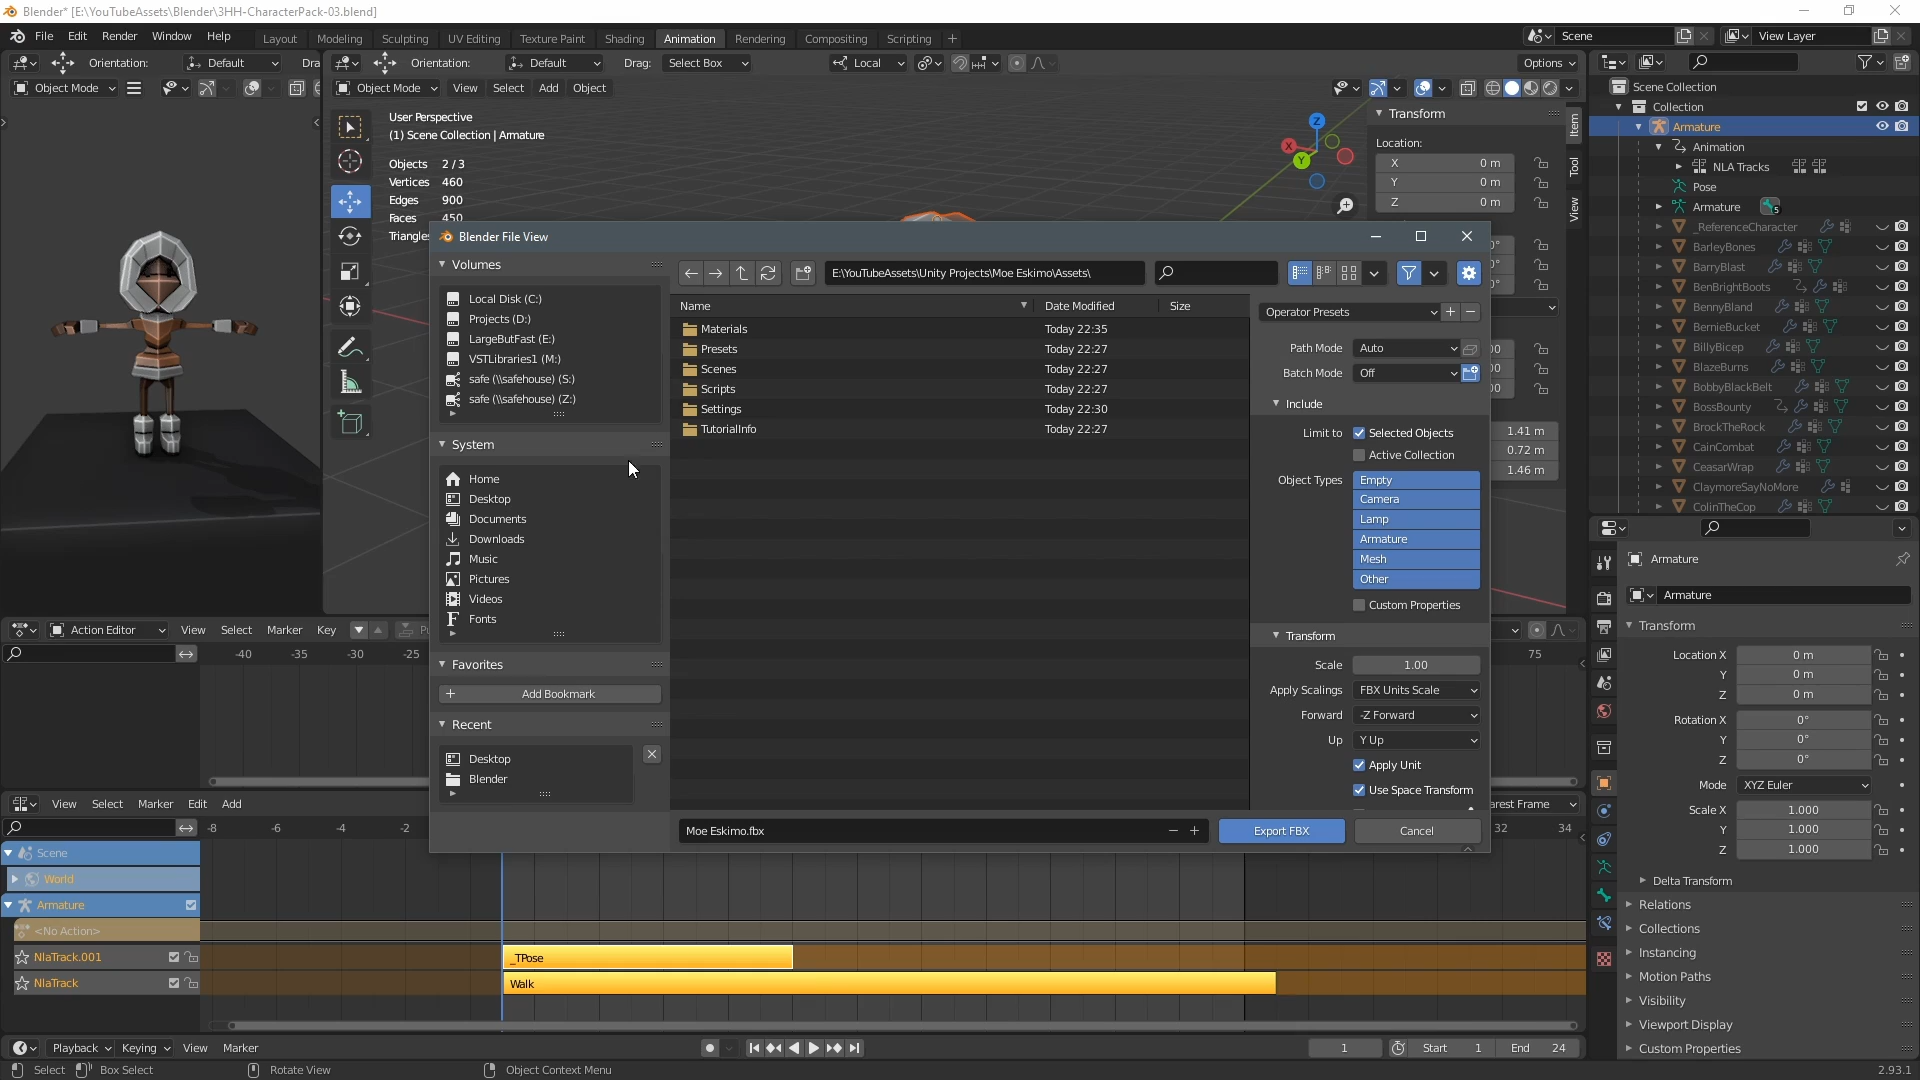 Blender* [E:\YouTubeAssets\Blender\3HH-CharacterPack-03.blend]
File Edit Render Window Help Layout Modeling Sculpting UV Editing Texture Paint Shading Animation Rendering Compositing Scripting + Scene View Layer
Orientation: Default Dra Orientation: Default Drag: Select Box Local Options
Object Mode Object Mode View Select Add Object
User Perspective
(1) Scene Collection | Armature
Objects 2 / 3
Vertices 460
Edges 900
Faces 450
Triangles
Z
X
Y
Transform
Location:
X 0 m
Y 0 m
Z 0 m
Item
Tool
View
1.41 m
0.72 m
1.46 m
Scene Collection
Collection
Armature
Animation
NLA Tracks
Pose
Armature 5
_ReferenceCharacter
BarleyBones
BarryBlast
BenBrightBoots
BennyBland
BernieBucket
BillyBicep
BlazeBurns
BobbyBlackBelt
BossBounty
BrockTheRock
CainCombat
CeasarWrap
ClaymoreSayNoMore
ColinTheCop
Blender File View
Volumes
Local Disk (C:)
Projects (D:)
LargeButFast (E:)
VSTLibraries1 (M:)
safe (\\safehouse) (S:)
safe (\\safehouse) (Z:)
System
Home
Desktop
Documents
Downloads
Music
Pictures
Videos
Fonts
Favorites
Add Bookmark
Recent
Desktop
Blender
E:\YouTubeAssets\Unity Projects\Moe Eskimo\Assets\
Name Date Modified Size
Materials Today 22:35
Presets Today 22:27
Scenes Today 22:27
Scripts Today 22:27
Settings Today 22:30
TutorialInfo Today 22:27
Operator Presets
Path Mode Auto
Batch Mode Off
Include
Limit to Selected Objects
Active Collection
Object Types Empty
Camera
Lamp
Armature
Mesh
Other
Custom Properties
Transform
Scale 1.00
Apply Scalings FBX Units Scale
Forward -Z Forward
Up Y Up
Apply Unit
Use Space Transform
Moe Eskimo.fbx Export FBX Cancel
Action Editor View Select Marker Key
-40 -35 -30 -25 75
View Select Marker Edit Add arest Frame
-8 -6 -4 -2 32 34
Scene
World
Armature
<No Action>
NlaTrack.001 _TPose
NlaTrack Walk
Playback Keying View Marker 1 Start 1 End 24
Armature
Armature
Transform
Location X 0 m
Y 0 m
Z 0 m
Rotation X 0°
Y 0°
Z 0°
Mode XYZ Euler
Scale X 1.000
Y 1.000
Z 1.000
Delta Transform
Relations
Collections
Instancing
Motion Paths
Visibility
Viewport Display
Custom Properties
Select Box Select Rotate View Object Context Menu 2.93.1